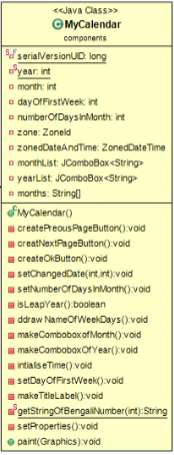 <<Java Class>>
MyCalendar
components
serialVersionUID: long
year: int
month: int
dayOfFirstWeek: int
numberOfDaysInMonth: int
zone: ZoneId
zonedDateAndTime: ZonedDateTime
monthList: JComboBox<String>
yearList: JComboBox<String>
months: String[]
MyCalendar()
createPreousPageButton():void
creatNextPageButton():void
createOkButton():void
setChangedDate(int,int):void
setNumberOfDaysInMonth():void
isLeapYear():boolean
ddraw NameOfWeekDays():void
makeComboboxofMonth():void
makeComboboxOfYear():void
intialiseTime():void
setDayOfFirstWeek():void
makeTitleLabel():void
getStringOfBengaliNumber(int):String
setProperties():void
paint(Graphics):void